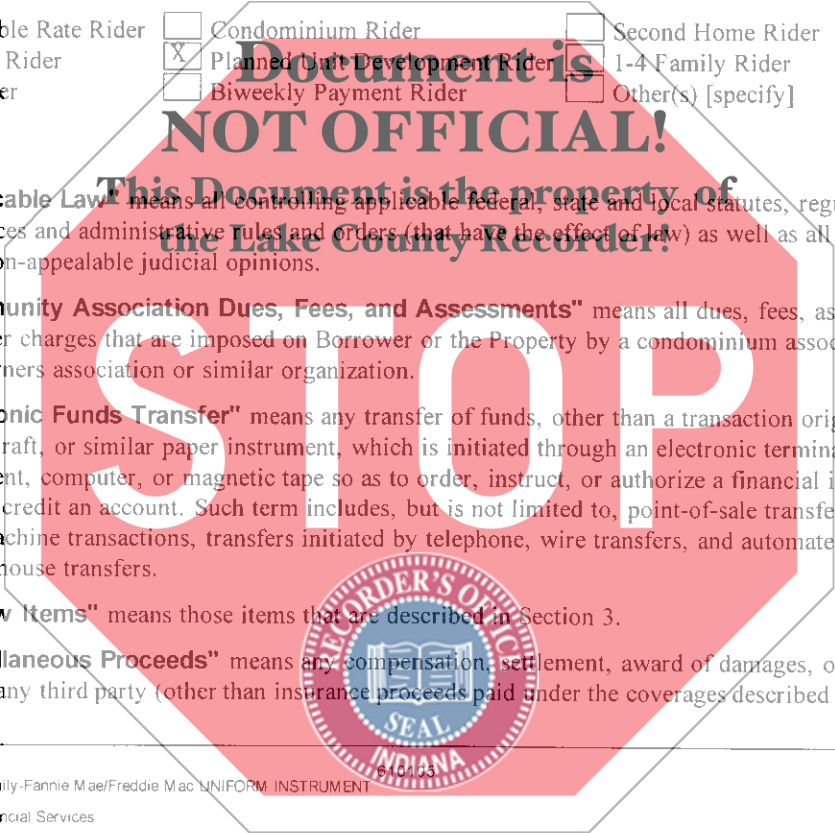 ble Rate Rider Condominium Rider Second Home Rider
Rider X Planned Unit Development Rider 1-4 Family Rider
er Biweekly Payment Rider Other(s) [specify]
Document is
NOT OFFICIAL!
This Document is the property of
the Lake County Recorder!
STOP
cable Law" means all controlling applicable federal, state and local statutes, regu
ces and administrative rules and orders (that have the effect of law) as well as all
n-appealable judicial opinions.
unity Association Dues, Fees, and Assessments" means all dues, fees, as
r charges that are imposed on Borrower or the Property by a condominium assoc
ners association or similar organization.
onic Funds Transfer" means any transfer of funds, other than a transaction orig
raft, or similar paper instrument, which is initiated through an electronic termina
nt, computer, or magnetic tape so as to order, instruct, or authorize a financial i
credit an account. Such term includes, but is not limited to, point-of-sale transfe
achine transactions, transfers initiated by telephone, wire transfers, and automate
house transfers.
w Items" means those items that are described in Section 3.
llaneous Proceeds" means any compensation, settlement, award of damages, o
any third party (other than insurance proceeds paid under the coverages described
RECORDER'S OFFICE
SEAL
INDIANA
610105
ily-Fannie Mae/Freddie Mac UNIFORM INSTRUMENT
ncial Services